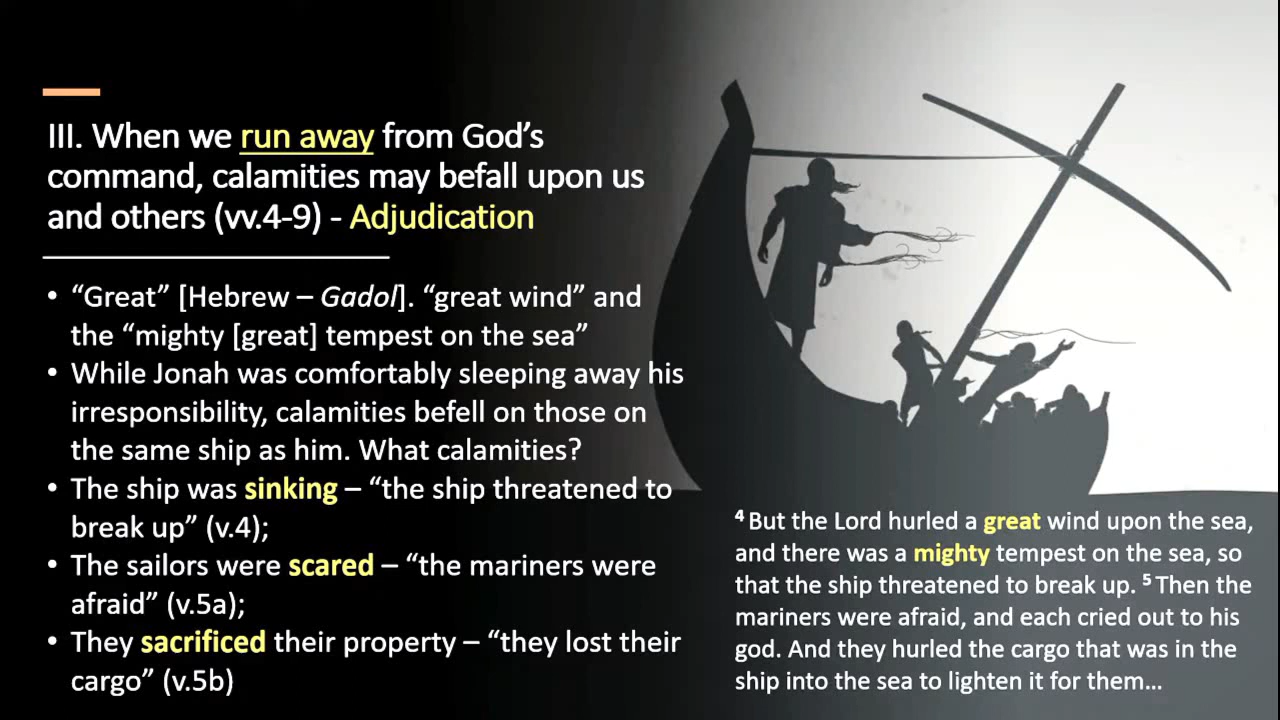 III. When we run away from God’s
command, calamities may befall upon us
and others (vv.4-9) - Adjudication
• “Great” [Hebrew – Gadol]. “great wind” and
the “mighty [great] tempest on the sea”
• While Jonah was comfortably sleeping away his
irresponsibility, calamities befell on those on
the same ship as him. What calamities?
• The ship was sinking – “the ship threatened to
break up” (v.4);
• The sailors were scared – “the mariners were
afraid” (v.5a);
• They sacrificed their property – “they lost their
cargo” (v.5b)
4 But the Lord hurled a great wind upon the sea,
and there was a mighty tempest on the sea, so
that the ship threatened to break up. 5 Then the
mariners were afraid, and each cried out to his
god. And they hurled the cargo that was in the
ship into the sea to lighten it for them…